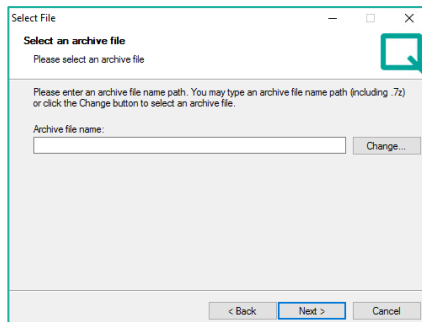 Select File
Select an archive file
Please select an archive file
Please enter an archive file name path. You may type an archive file name path (including .7z)
or click the Change button to select an archive file.
Archive file name:
Change...
< Back Next > Cancel